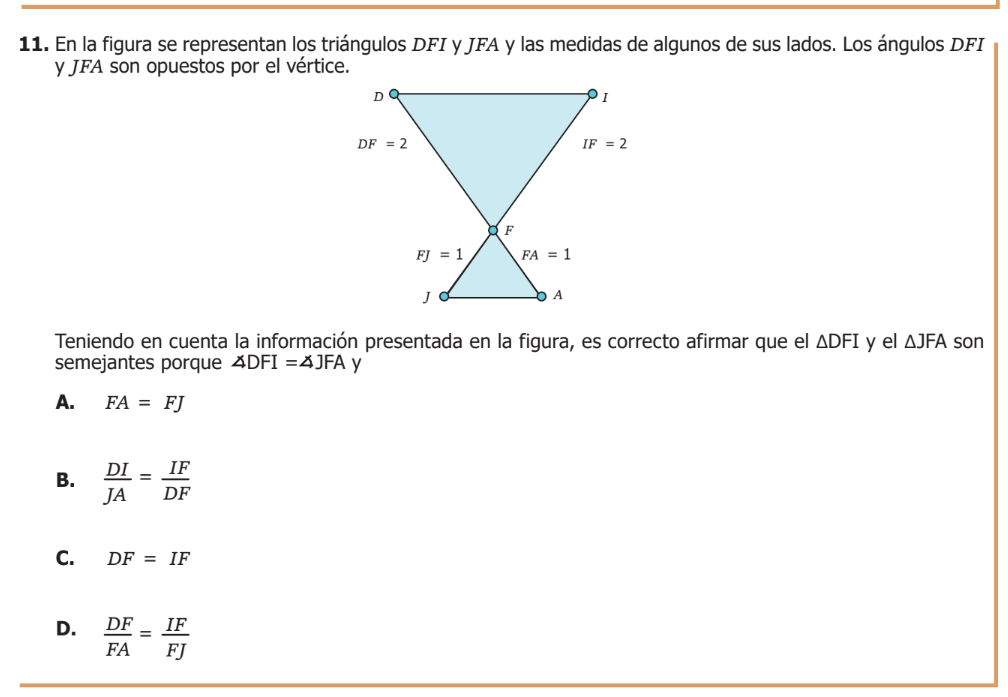 11. En la figura se representan los triángulos DFI y JFA y las medidas de algunos de sus lados. Los ángulos DFI
y JFA son opuestos por el vértice.
D
I
DF = 2
IF = 2
F
FJ = 1
FA = 1
J
A
Teniendo en cuenta la información presentada en la figura, es correcto afirmar que el ΔDFI y el ΔJFA son
semejantes porque ∡DFI =∡JFA y
A. FA = FJ
B. DI/JA = IF/DF
C. DF = IF
D. DF/FA = IF/FJ